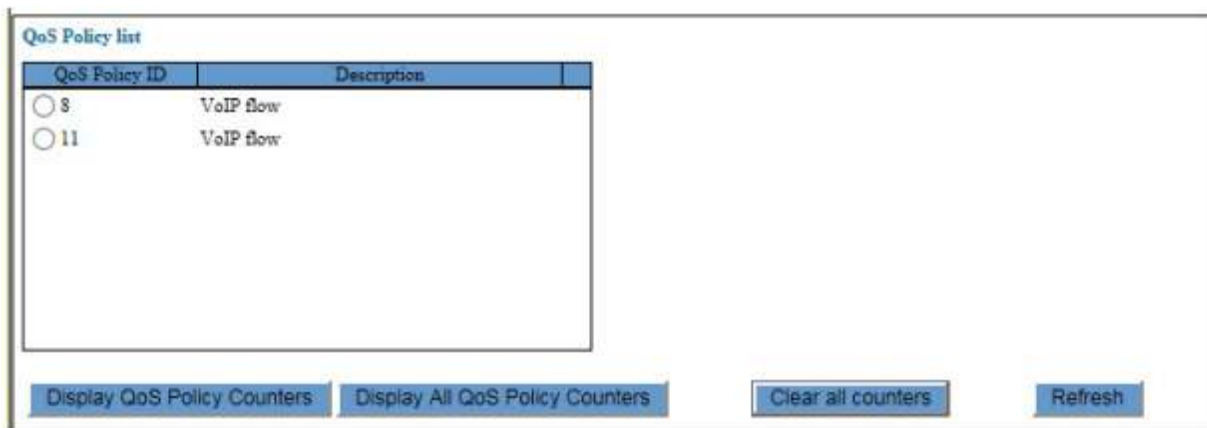 QoS Policy list
QoS Policy ID Description
8 VoIP flow
11 VoIP flow
Display QoS Policy Counters Display All QoS Policy Counters Clear all counters Refresh